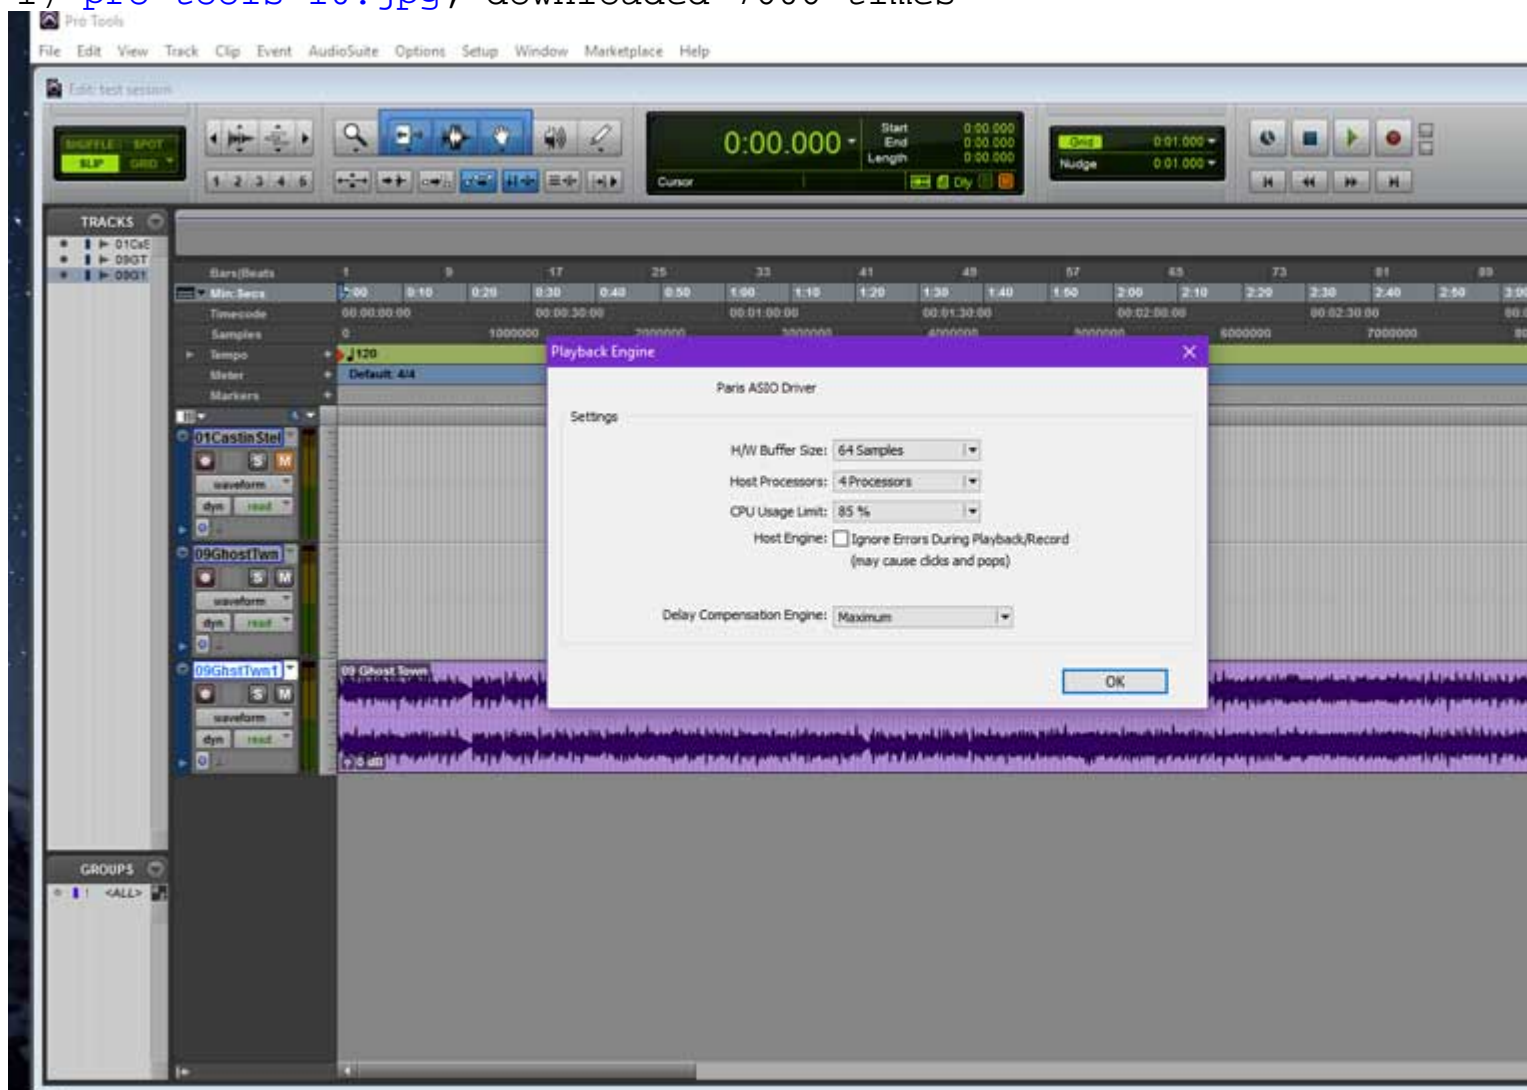 1) pro tools 10.jpg, downloaded 7000 times
Pro Tools
File Edit View Track Clip Event AudioSuite Options Setup Window Marketplace Help
Edit: test session
SHUFFLE SPOT
SLIP GRID
1 2 3 4 5
0:00.000
Start 0:00.000
End 0:00.000
Length 0:00.000
Cursor
Dly
Grid 0:01.000
Nudge 0:01.000
TRACKS
01CaS
09GT
09G1
Bars|Beats 1 9 17 25 33 41 49 57 65 73 81 89
Min:Secs 0:00 0:10 0:20 0:30 0:40 0:50 1:00 1:10 1:20 1:30 1:40 1:50 2:00 2:10 2:20 2:30 2:40 2:50 3:00
Timecode 00:00:00:00 00:00:30:00 00:01:00:00 00:01:30:00 00:02:00:00 00:02:30:00
Samples 0 1000000 2000000 3000000 4000000 5000000 6000000 7000000
Tempo 120
Meter Default: 4/4
Markers
Playback Engine
Paris ASIO Driver
Settings
H/W Buffer Size: 64 Samples
Host Processors: 4 Processors
CPU Usage Limit: 85 %
Host Engine: Ignore Errors During Playback/Record
(may cause clicks and pops)
Delay Compensation Engine: Maximum
OK
01CastinStel
S M
waveform
dyn read
09GhostTwn
S M
waveform
dyn read
09GhstTwn1
S M
waveform
dyn read
09 Ghost Town
0 dB
GROUPS
! <ALL>